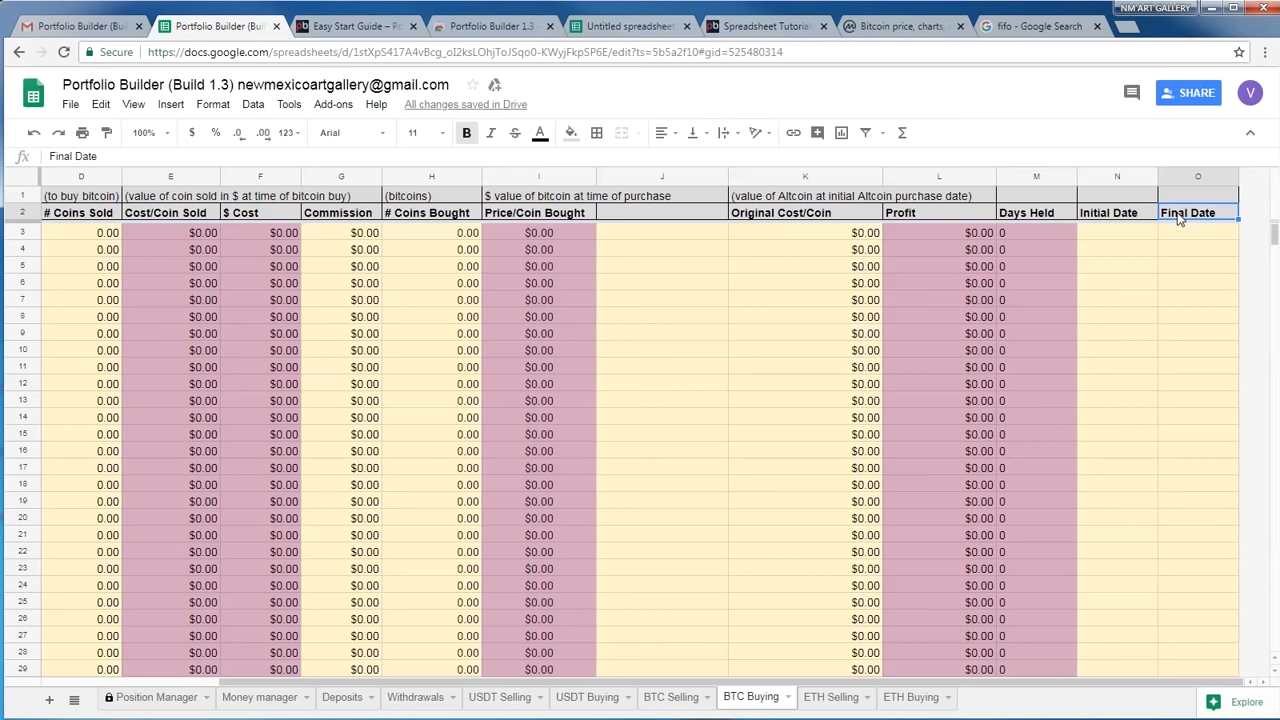 NM ART GALLERY
Portfolio Builder (Buil
Portfolio Builder (Buil
Easy Start Guide – Po
Portfolio Builder 1.3
Untitled spreadsheet
Spreadsheet Tutorial
Bitcoin price, charts,
fifo - Google Search
Secure
Portfolio Builder (Build 1.3) newmexicoartgallery@gmail.com
SHARE
V
File Edit View Insert Format Data Tools Add-ons Help All changes saved in Drive
100% $ % .0 .00 123 Arial 11 B I S A
fx Final Date
D E F G H I J K L M N O
1 (to buy bitcoin) (value of coin sold in $ at time of bitcoin buy) (bitcoins) $ value of bitcoin at time of purchase (value of Altcoin at initial Altcoin purchase date)
2 # Coins Sold Cost/Coin Sold $ Cost Commission # Coins Bought Price/Coin Bought Original Cost/Coin Profit Days Held Initial Date Final Date
3 0.00 $0.00 $0.00 $0.00 0.00 $0.00 $0.00 $0.00 0
4 0.00 $0.00 $0.00 $0.00 0.00 $0.00 $0.00 $0.00 0
5 0.00 $0.00 $0.00 $0.00 0.00 $0.00 $0.00 $0.00 0
6 0.00 $0.00 $0.00 $0.00 0.00 $0.00 $0.00 $0.00 0
7 0.00 $0.00 $0.00 $0.00 0.00 $0.00 $0.00 $0.00 0
8 0.00 $0.00 $0.00 $0.00 0.00 $0.00 $0.00 $0.00 0
9 0.00 $0.00 $0.00 $0.00 0.00 $0.00 $0.00 $0.00 0
10 0.00 $0.00 $0.00 $0.00 0.00 $0.00 $0.00 $0.00 0
11 0.00 $0.00 $0.00 $0.00 0.00 $0.00 $0.00 $0.00 0
12 0.00 $0.00 $0.00 $0.00 0.00 $0.00 $0.00 $0.00 0
13 0.00 $0.00 $0.00 $0.00 0.00 $0.00 $0.00 $0.00 0
14 0.00 $0.00 $0.00 $0.00 0.00 $0.00 $0.00 $0.00 0
15 0.00 $0.00 $0.00 $0.00 0.00 $0.00 $0.00 $0.00 0
16 0.00 $0.00 $0.00 $0.00 0.00 $0.00 $0.00 $0.00 0
17 0.00 $0.00 $0.00 $0.00 0.00 $0.00 $0.00 $0.00 0
18 0.00 $0.00 $0.00 $0.00 0.00 $0.00 $0.00 $0.00 0
19 0.00 $0.00 $0.00 $0.00 0.00 $0.00 $0.00 $0.00 0
20 0.00 $0.00 $0.00 $0.00 0.00 $0.00 $0.00 $0.00 0
21 0.00 $0.00 $0.00 $0.00 0.00 $0.00 $0.00 $0.00 0
22 0.00 $0.00 $0.00 $0.00 0.00 $0.00 $0.00 $0.00 0
23 0.00 $0.00 $0.00 $0.00 0.00 $0.00 $0.00 $0.00 0
24 0.00 $0.00 $0.00 $0.00 0.00 $0.00 $0.00 $0.00 0
25 0.00 $0.00 $0.00 $0.00 0.00 $0.00 $0.00 $0.00 0
26 0.00 $0.00 $0.00 $0.00 0.00 $0.00 $0.00 $0.00 0
27 0.00 $0.00 $0.00 $0.00 0.00 $0.00 $0.00 $0.00 0
28 0.00 $0.00 $0.00 $0.00 0.00 $0.00 $0.00 $0.00 0
29 0.00 $0.00 $0.00 $0.00 0.00 $0.00 $0.00 $0.00 0
Position Manager Money manager Deposits Withdrawals USDT Selling USDT Buying BTC Selling BTC Buying ETH Selling ETH Buying Explore